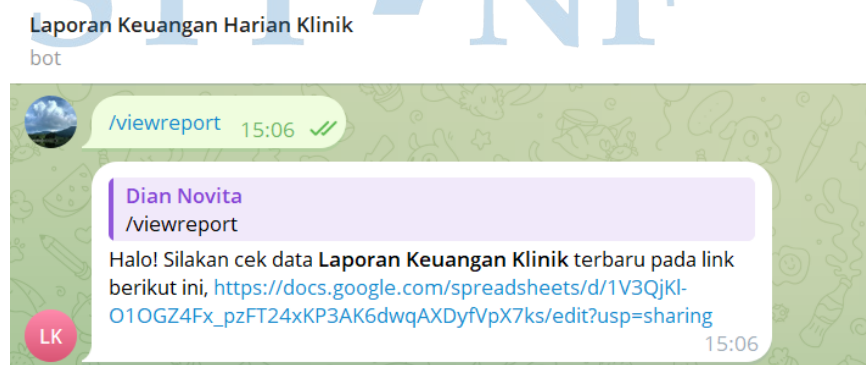 Laporan Keuangan Harian Klinik
bot
/viewreport 15:06
Dian Novita
/viewreport
Halo! Silakan cek data Laporan Keuangan Klinik terbaru pada link
berikut ini, https://docs.google.com/spreadsheets/d/1V3QjKl-
O1OGZ4Fx_pzFT24xKP3AK6dwqAXDyfVpX7ks/edit?usp=sharing
LK
15:06